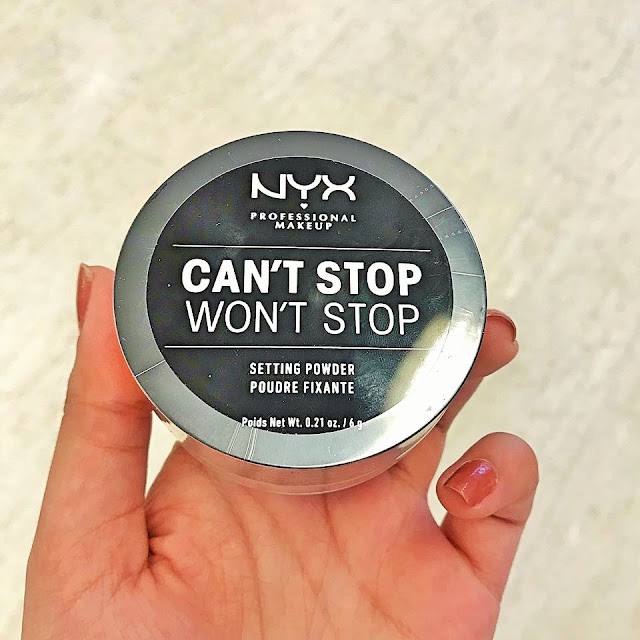 NYX
PROFESSIONAL
MAKEUP
CAN'T STOP
WON'T STOP
SETTING POWDER
POUDRE FIXANTE
Poids Net Wt. 0.21 oz. / 6 g